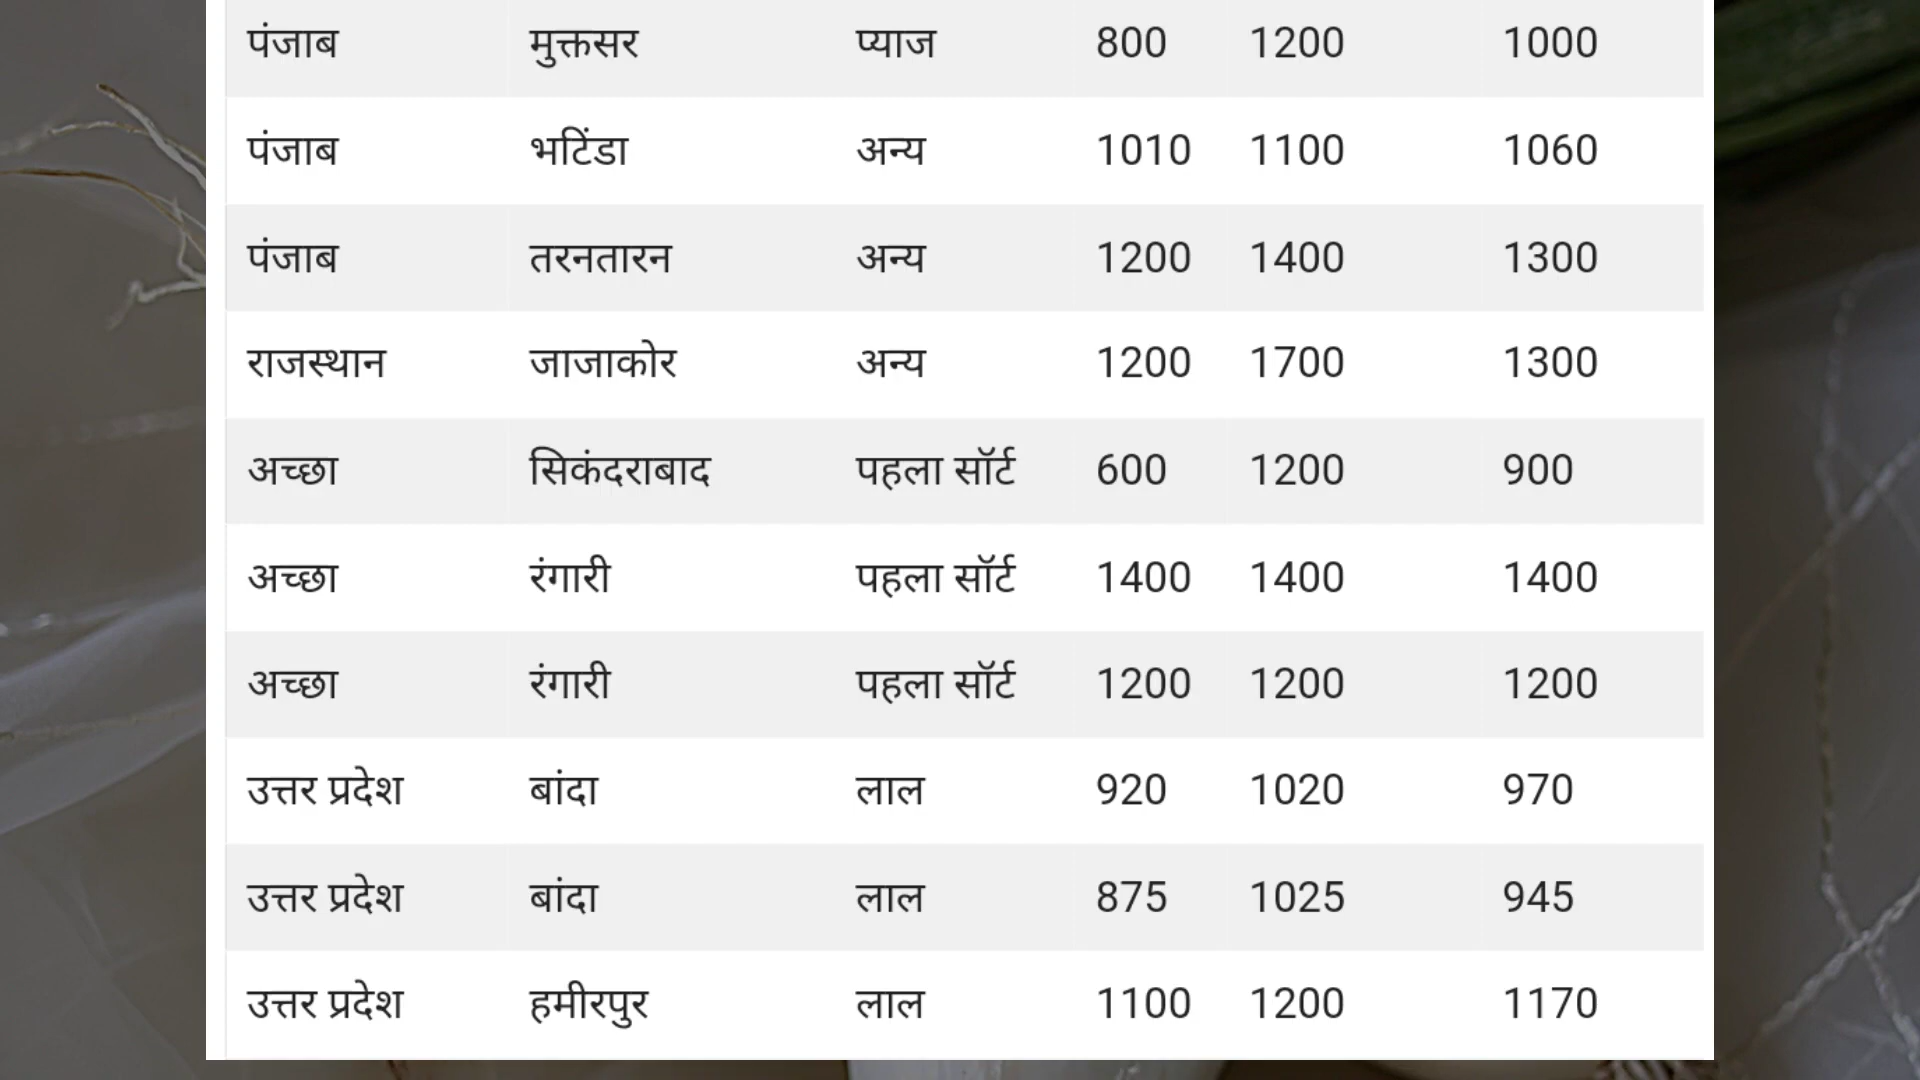 पंजाब मुक्तसर प्याज 800 1200 1000
पंजाब भटिंडा अन्य 1010 1100 1060
पंजाब तरनतारन अन्य 1200 1400 1300
राजस्थान जाजाकोर अन्य 1200 1700 1300
अच्छा सिकंदराबाद पहला सॉर्ट 600 1200 900
अच्छा रंगारी पहला सॉर्ट 1400 1400 1400
अच्छा रंगारी पहला सॉर्ट 1200 1200 1200
उत्तर प्रदेश बांदा लाल 920 1020 970
उत्तर प्रदेश बांदा लाल 875 1025 945
उत्तर प्रदेश हमीरपुर लाल 1100 1200 1170